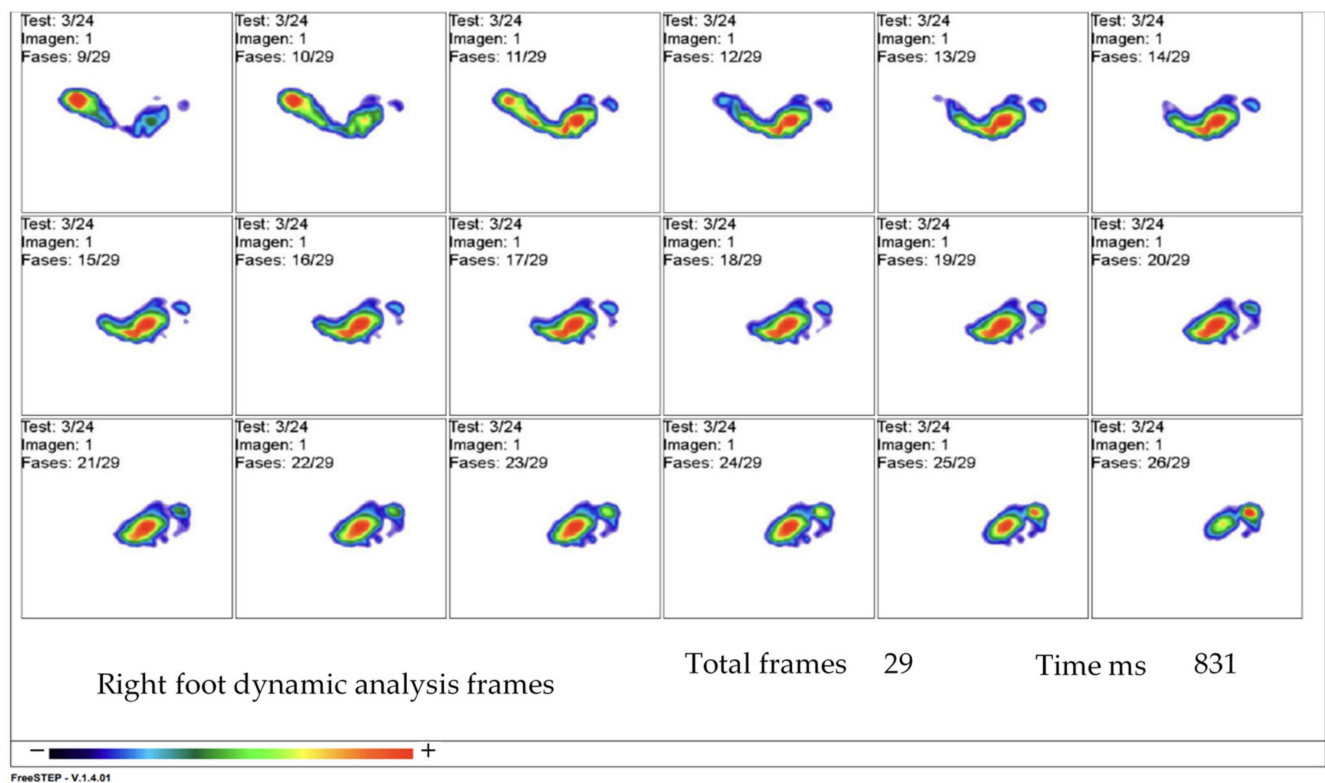 Test: 3/24
Imagen: 1
Fases: 9/29
Test: 3/24
Imagen: 1
Fases: 10/29
Test: 3/24
Imagen: 1
Fases: 11/29
Test: 3/24
Imagen: 1
Fases: 12/29
Test: 3/24
Imagen: 1
Fases: 13/29
Test: 3/24
Imagen: 1
Fases: 14/29
Test: 3/24
Imagen: 1
Fases: 15/29
Test: 3/24
Imagen: 1
Fases: 16/29
Test: 3/24
Imagen: 1
Fases: 17/29
Test: 3/24
Imagen: 1
Fases: 18/29
Test: 3/24
Imagen: 1
Fases: 19/29
Test: 3/24
Imagen: 1
Fases: 20/29
Test: 3/24
Imagen: 1
Fases: 21/29
Test: 3/24
Imagen: 1
Fases: 22/29
Test: 3/24
Imagen: 1
Fases: 23/29
Test: 3/24
Imagen: 1
Fases: 24/29
Test: 3/24
Imagen: 1
Fases: 25/29
Test: 3/24
Imagen: 1
Fases: 26/29
Right foot dynamic analysis frames
Total frames 29
Time ms 831
− +
FreeSTEP - V.1.4.01